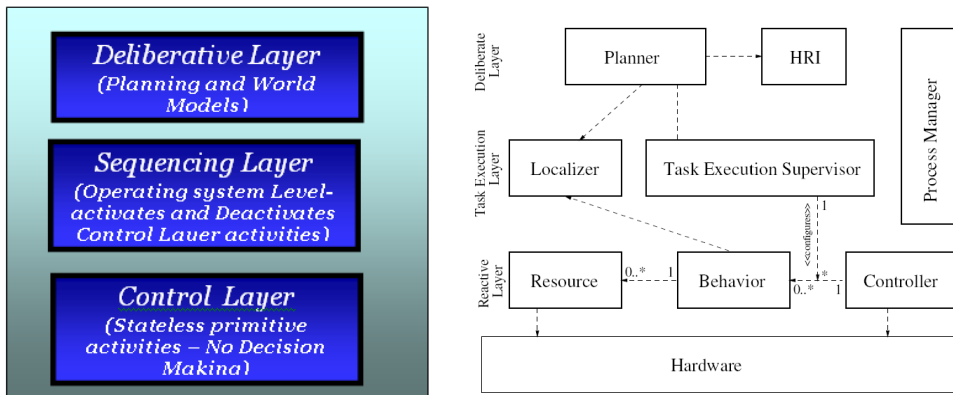 Deliberative Layer
(Planning and World
Models)
Sequencing Layer
(Operating system Level-
activates and Deactivates
Control Lauer activities)
Control Layer
(Stateless primitive
activities – No Decision
Makina)
Deliberate
Layer
Planner
HRI
Process Manager
Task Execution
Layer
Localizer
Task Execution Supervisor
1
<<configures>>
Reactive
Layer
Resource
0..*
1
Behavior
*
0..*
1
Controller
Hardware